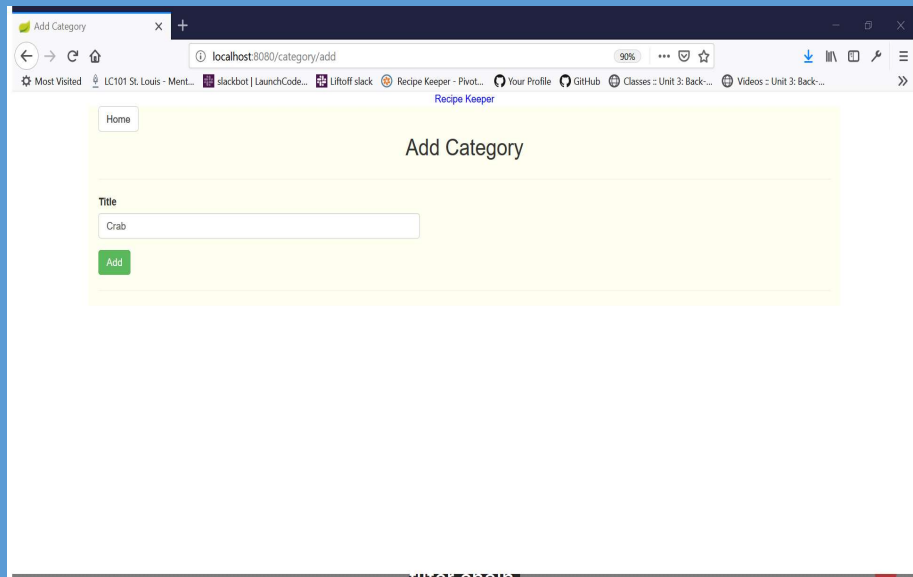 Add Category
localhost:8080/category/add 90%
Most Visited LC101 St. Louis - Ment... slackbot | LaunchCode... Liftoff slack Recipe Keeper - Pivot... Your Profile GitHub Classes :: Unit 3: Back-... Videos :: Unit 3: Back-...
Recipe Keeper
Home
Add Category
Title
Crab
Add